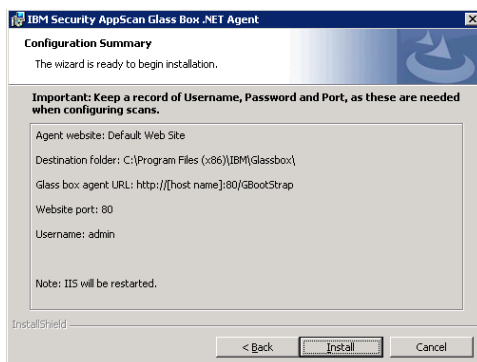 IBM Security AppScan Glass Box .NET Agent
Configuration Summary
The wizard is ready to begin installation.
Important: Keep a record of Username, Password and Port, as these are needed
when configuring scans.
Agent website: Default Web Site
Destination folder: C:\Program Files (x86)\IBM\Glassbox\
Glass box agent URL: http://[host name]:80/GBootStrap
Website port: 80
Username: admin
Note: IIS will be restarted.
InstallShield
< Back
Install
Cancel